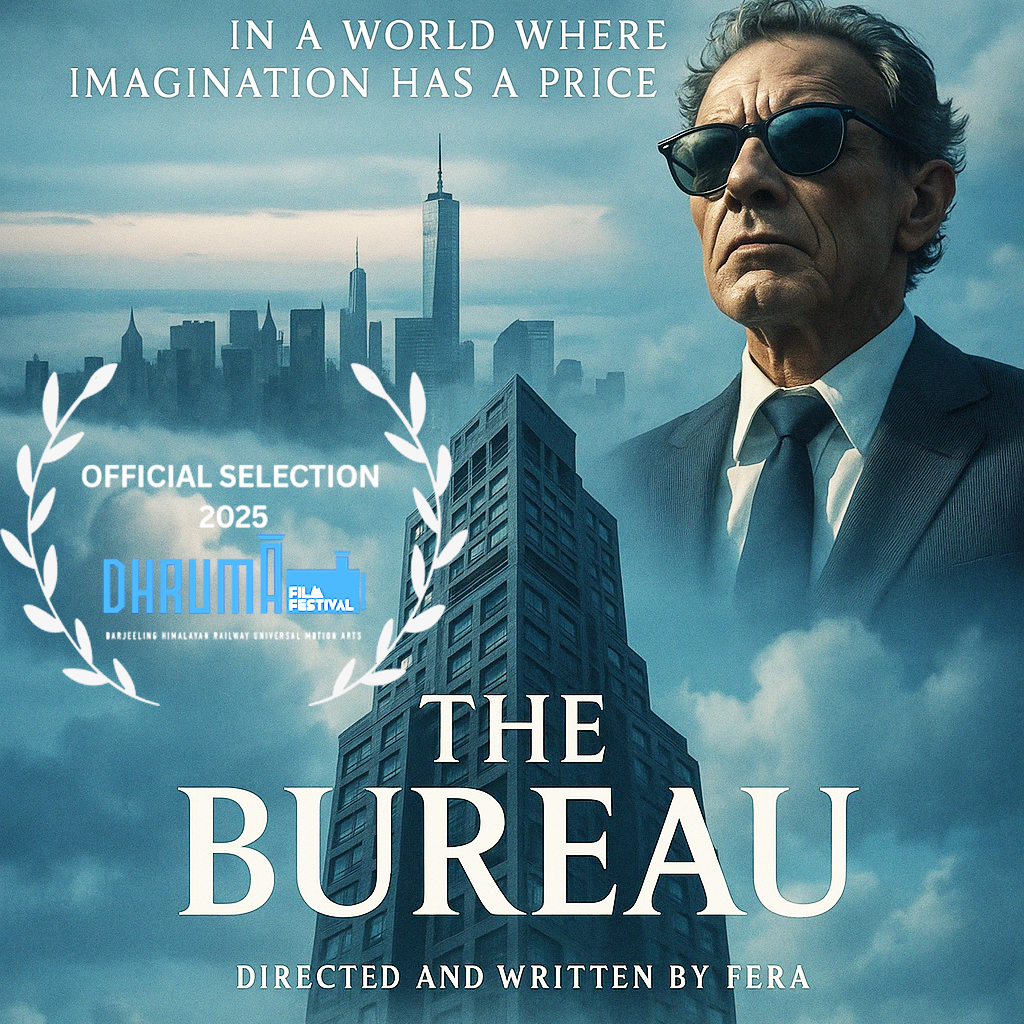 IN A WORLD WHERE
IMAGINATION HAS A PRICE
OFFICIAL SELECTION
2025
DHRUMA
FILM
FESTIVAL
DARJEELING HIMALAYAN RAILWAY UNIVERSAL MOTION ARTS
THE
BUREAU
DIRECTED AND WRITTEN BY FERA